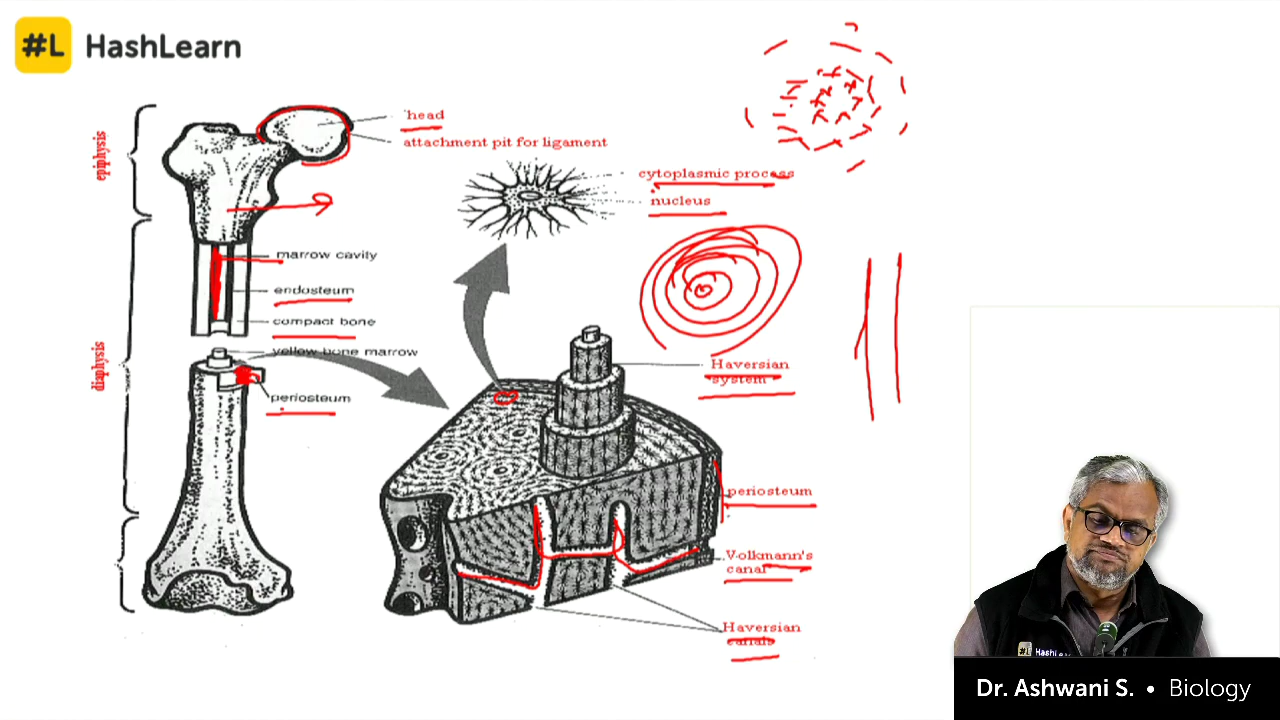 #L HashLearn
epiphysis
head
attachment pit for ligament
cytoplasmic process
nucleus
marrow cavity
endosteum
compact bone
diaphysis
yellow bone marrow
periosteum
Haversian
system
periosteum
Volkmann's
canal
Haversian
canals
#L
Dr. Ashwani S. • Biology